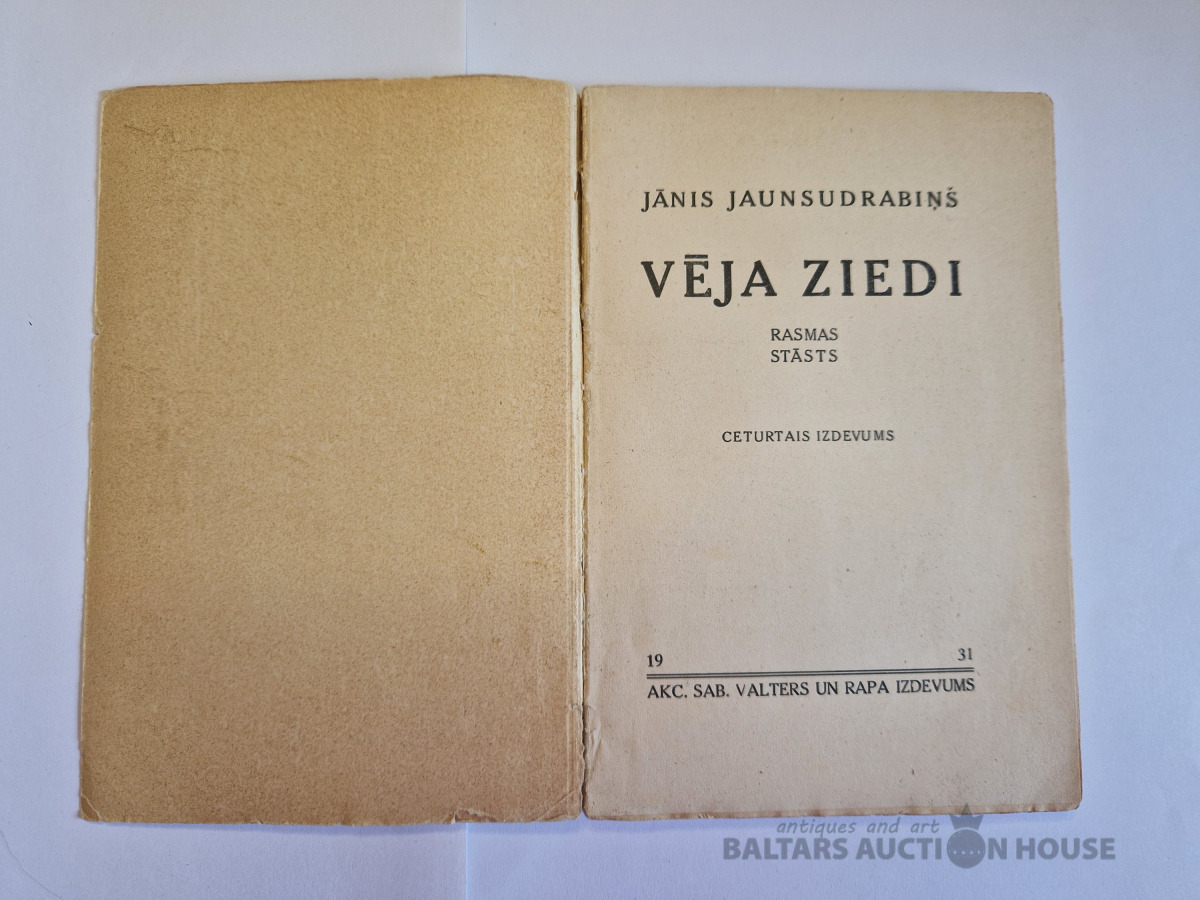 JĀNIS JAUNSUDRABIŅŠ
VĒJA ZIEDI
RASMAS
STĀSTS
CETURTAIS IZDEVUMS
19 31
AKC. SAB. VALTERS UN RAPA IZDEVUMS
antiques and art
BALTARS AUCTION HOUSE